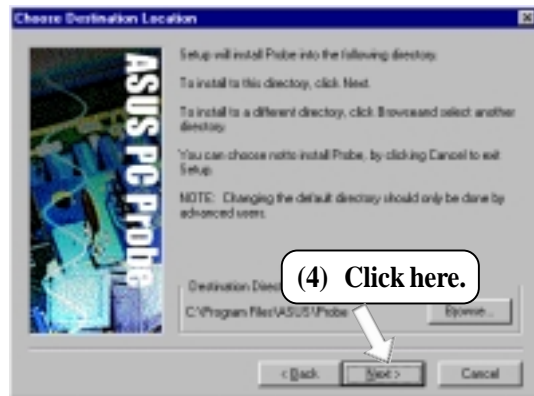 Choose Destination Location
ASUS PC Probe
Setup will install Probe into the following directory.
To install to this directory, click Next.
To install to a different directory, click Browse and select another
directory.
You can choose not to install Probe, by clicking Cancel to exit
Setup.
NOTE: Changing the default directory should only be done by
advanced users.
(4) Click here.
Destination
C:\Program Files\ASUS\Probe
Browse...
< Back
Next >
Cancel